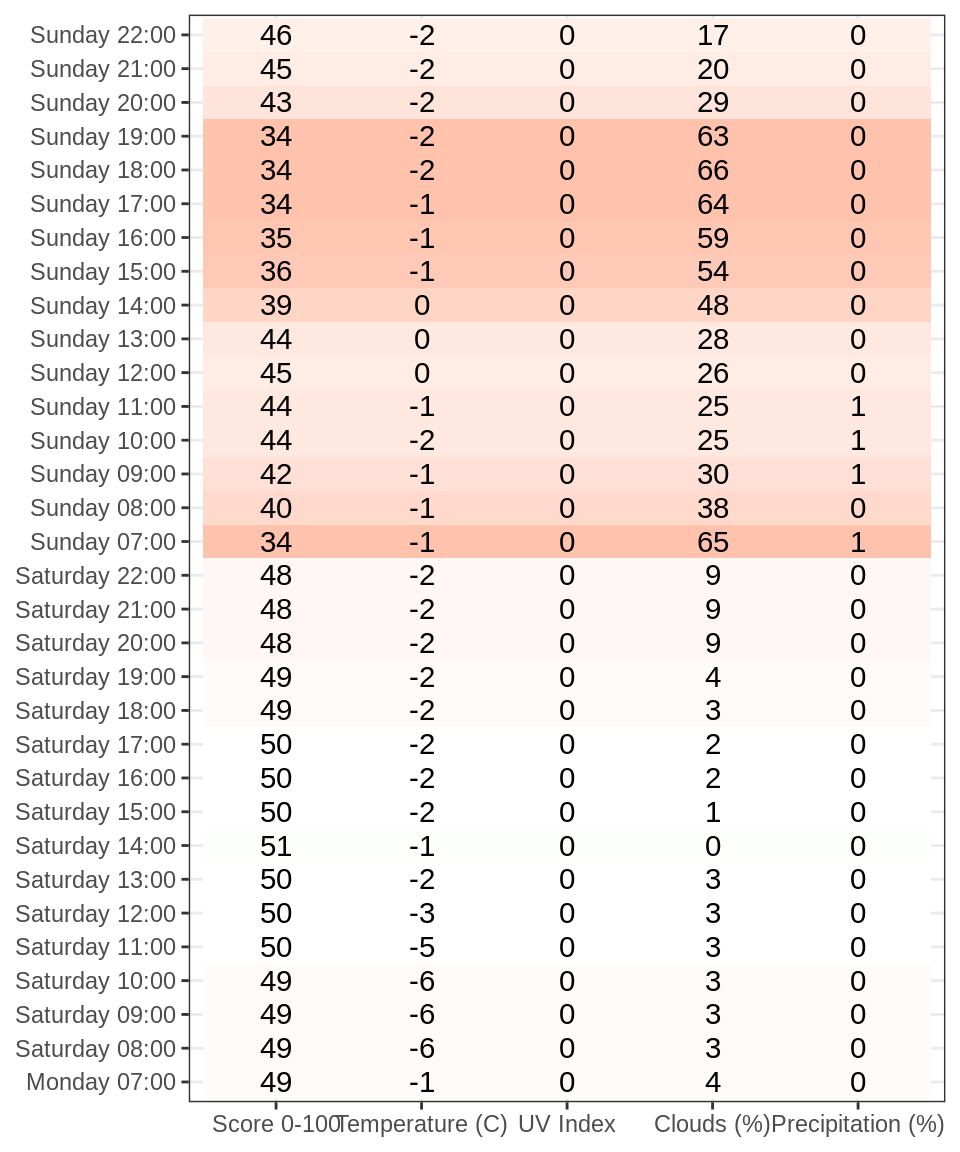 Sunday 22:00 46 -2 0 17 0
Sunday 21:00 45 -2 0 20 0
Sunday 20:00 43 -2 0 29 0
Sunday 19:00 34 -2 0 63 0
Sunday 18:00 34 -2 0 66 0
Sunday 17:00 34 -1 0 64 0
Sunday 16:00 35 -1 0 59 0
Sunday 15:00 36 -1 0 54 0
Sunday 14:00 39 0 0 48 0
Sunday 13:00 44 0 0 28 0
Sunday 12:00 45 0 0 26 0
Sunday 11:00 44 -1 0 25 1
Sunday 10:00 44 -2 0 25 1
Sunday 09:00 42 -1 0 30 1
Sunday 08:00 40 -1 0 38 0
Sunday 07:00 34 -1 0 65 1
Saturday 22:00 48 -2 0 9 0
Saturday 21:00 48 -2 0 9 0
Saturday 20:00 48 -2 0 9 0
Saturday 19:00 49 -2 0 4 0
Saturday 18:00 49 -2 0 3 0
Saturday 17:00 50 -2 0 2 0
Saturday 16:00 50 -2 0 2 0
Saturday 15:00 50 -2 0 1 0
Saturday 14:00 51 -1 0 0 0
Saturday 13:00 50 -2 0 3 0
Saturday 12:00 50 -3 0 3 0
Saturday 11:00 50 -5 0 3 0
Saturday 10:00 49 -6 0 3 0
Saturday 09:00 49 -6 0 3 0
Saturday 08:00 49 -6 0 3 0
Monday 07:00 49 -1 0 4 0
Score 0-100 Temperature (C) UV Index Clouds (%) Precipitation (%)